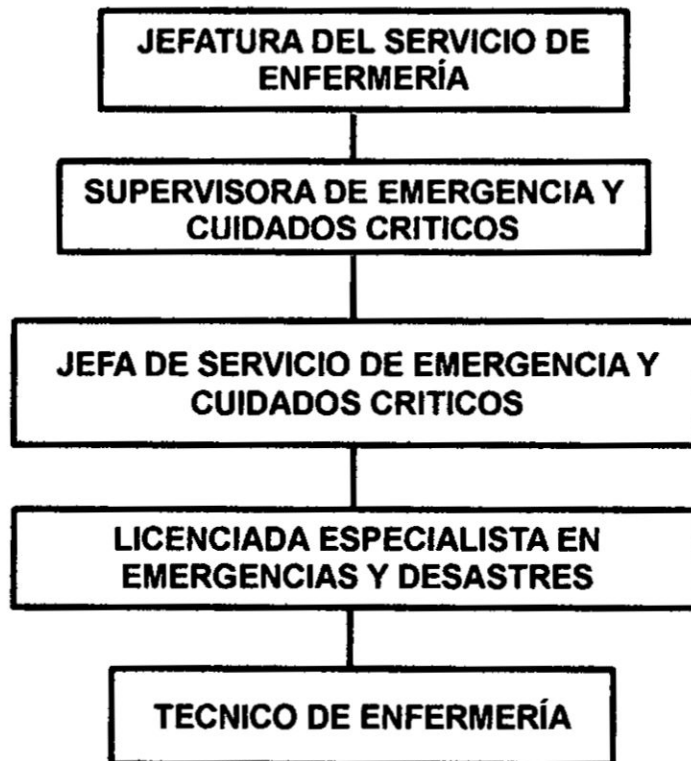 JEFATURA DEL SERVICIO DE
ENFERMERÍA
SUPERVISORA DE EMERGENCIA Y
CUIDADOS CRITICOS
JEFA DE SERVICIO DE EMERGENCIA Y
CUIDADOS CRITICOS
LICENCIADA ESPECIALISTA EN
EMERGENCIAS Y DESASTRES
TECNICO DE ENFERMERÍA